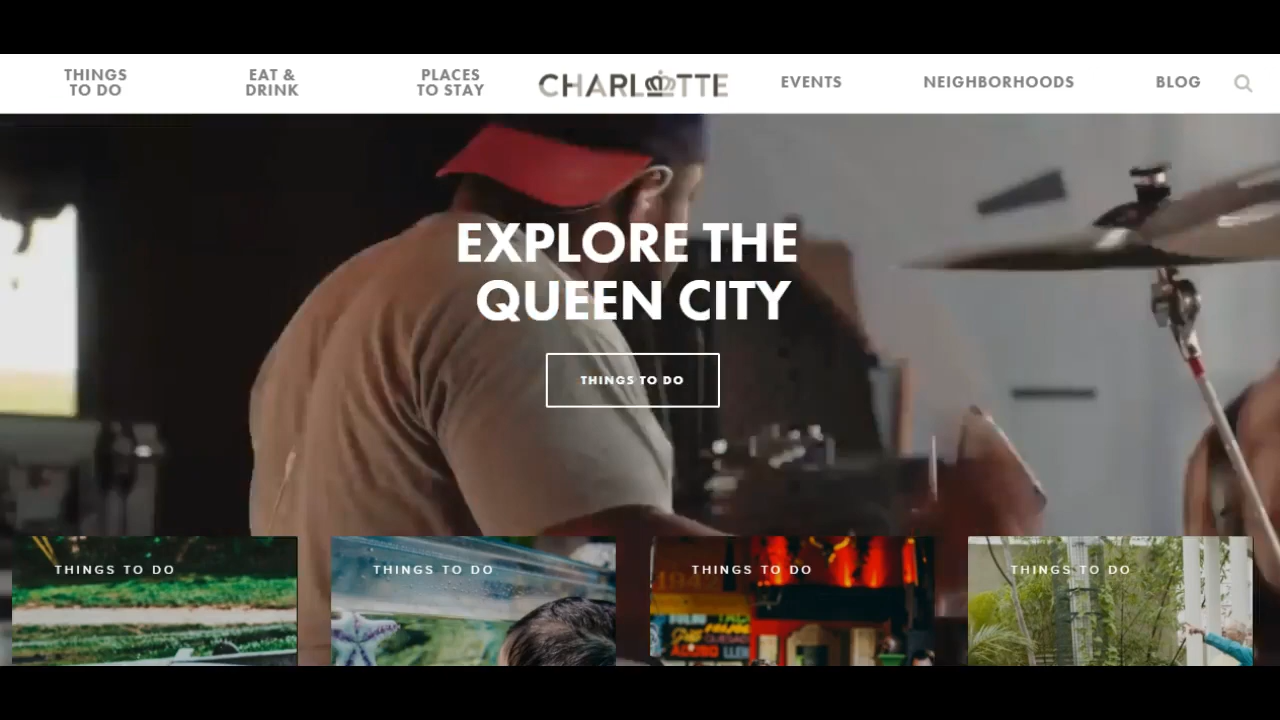 THINGS
TO DO
EAT &
DRINK
PLACES
TO STAY
CHARLOTTE
EVENTS
NEIGHBORHOODS
BLOG
EXPLORE THE
QUEEN CITY
THINGS TO DO
THINGS TO DO
THINGS TO DO
THINGS TO DO
THINGS TO DO